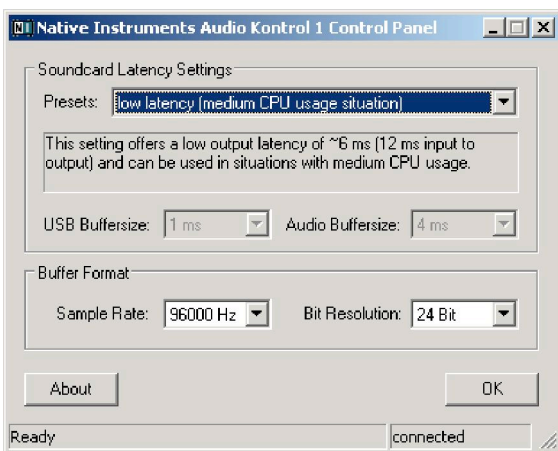 Native Instruments Audio Kontrol 1 Control Panel
Soundcard Latency Settings
Presets: low latency (medium CPU usage situation)
This setting offers a low output latency of ~6 ms (12 ms input to
output) and can be used in situations with medium CPU usage.
USB Buffersize: 1 ms Audio Buffersize: 4 ms
Buffer Format
Sample Rate: 96000 Hz Bit Resolution: 24 Bit
About OK
Ready connected